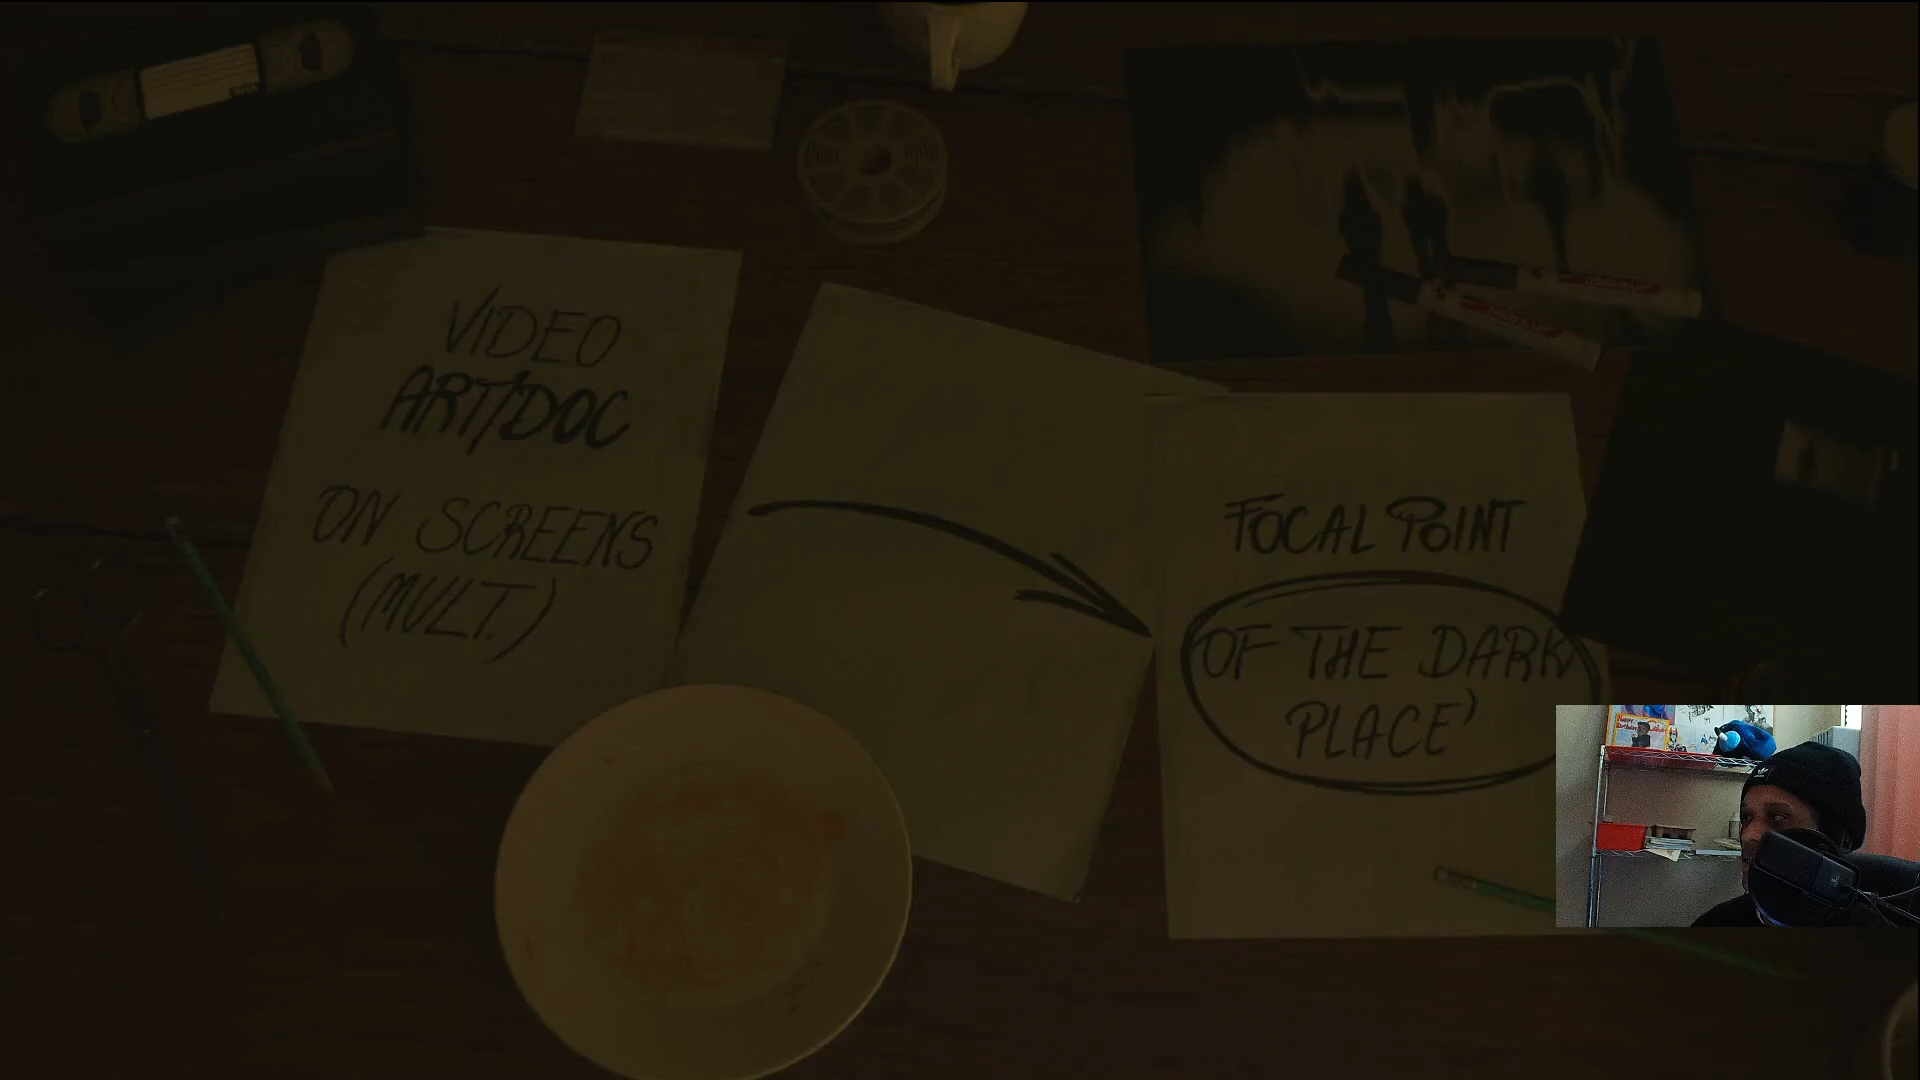 VIDEO
ART/DOC
ON SCREENS
(MULT.)
FOCAL POINT
OF THE DARK
PLACE'